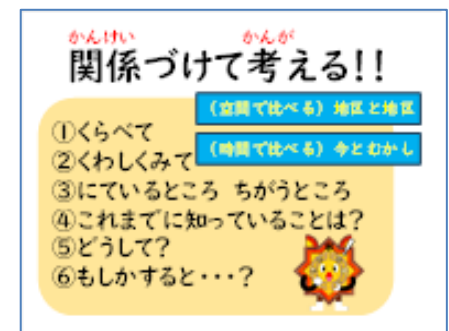 かんけい かんが
関係づけて考える!!
(空間で比べる) 地区と地区
①くらべて
(時間で比べる) 今とむかし
②くわしくみて
③にているところ ちがうところ
④これまでに知っていることは?
⑤どうして?
⑥もしかすると・・・?